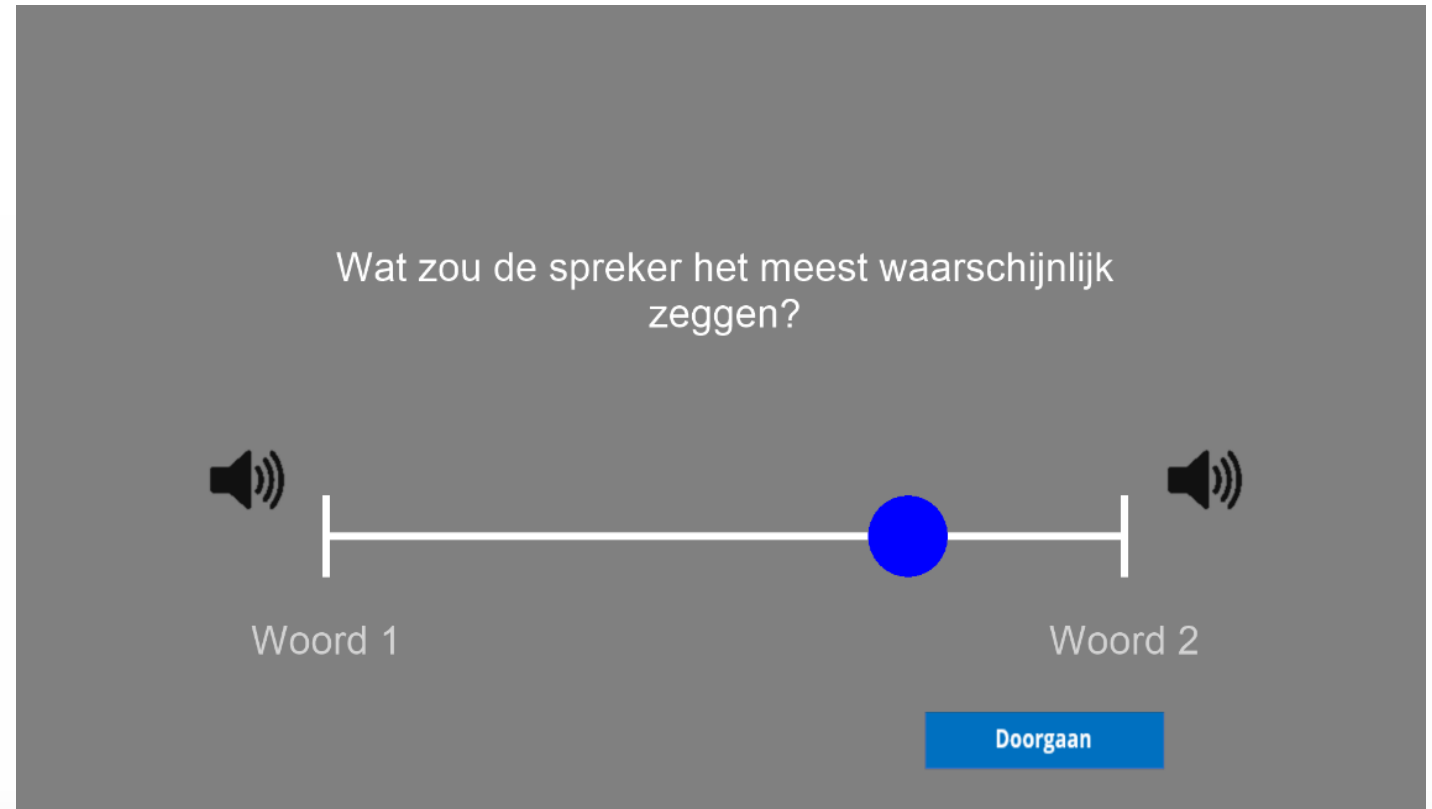 Wat zou de spreker het meest waarschijnlijk
zeggen?
Woord 1
Woord 2
Doorgaan